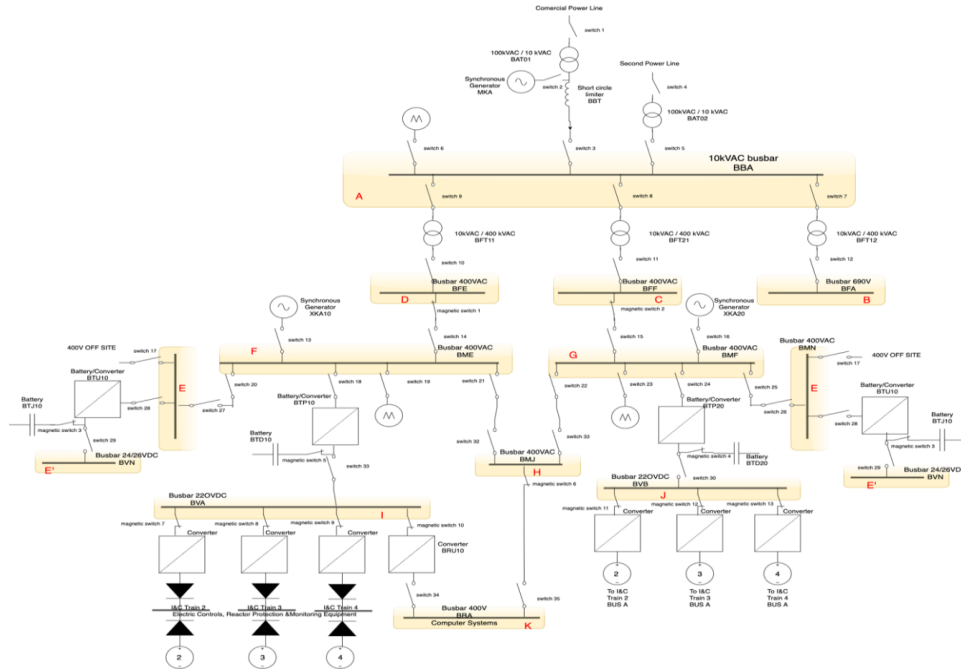 Comercial Power Line
switch 1
100kVAC / 10 kVAC
BAT01
Second Power Line
Synchronous
Generator
MKA
switch 2
Short circle
limiter
BBT
switch 4
100kVAC / 10 kVAC
BAT02
switch 6
switch 3
switch 5
10kVAC busbar
BBA
A
switch 9
switch 8
switch 7
10kVAC / 400 kVAC
BFT11
10kVAC / 400 kVAC
BFT21
10kVAC / 400 kVAC
BFT12
switch 10
switch 11
switch 12
Busbar 400VAC
BFE
D
Busbar 400VAC
BFF
C
Busbar 690V
BFA
B
Synchronous
Generator
XKA10
magnetic switch 1
magnetic switch 2
Synchronous
Generator
XKA20
switch 13
switch 14
switch 15
switch 16
F
Busbar 400VAC
BME
G
Busbar 400VAC
BMF
Busbar 400VAC
BMN
400V OFF SITE
switch 17
switch 17
400V OFF SITE
Battery/Converter
BTU10
E
switch 20
switch 18
switch 19
switch 21
switch 22
switch 23
switch 24
switch 25
E
Battery/Converter
BTU10
Battery
BTJ10
switch 28
switch 27
Battery/Converter
BTP10
Battery/Converter
BTP20
switch 26
switch 28
Battery
BTJ10
magnetic switch 3
switch 29
Battery
BTD10
magnetic switch 5
switch 33
switch 32
switch 33
Busbar 400VAC
BMJ
H
magnetic switch 6
magnetic switch 4
Battery
BTD20
switch 30
magnetic switch 3
switch 29
Busbar 24/26VDC
BVN
E'
Busbar 24/26VDC
BVN
E'
Busbar 22OVDC
BVA
I
Busbar 22OVDC
BVB
J
magnetic switch 7
magnetic switch 8
magnetic switch 9
magnetic switch 10
magnetic switch 11
magnetic switch 12
magnetic switch 13
Converter
Converter
Converter
Converter
BRU10
Converter
Converter
Converter
2
3
4
To I&C
Train 2
BUS A
To I&C
Train 3
BUS A
To I&C
Train 4
BUS A
switch 34
switch 35
I&C Train 2
I&C Train 3
I&C Train 4
Electric Controls, Reactor Protection &Monitoring Equipment
Busbar 400V
BRA
Computer Systems
K
2
3
4